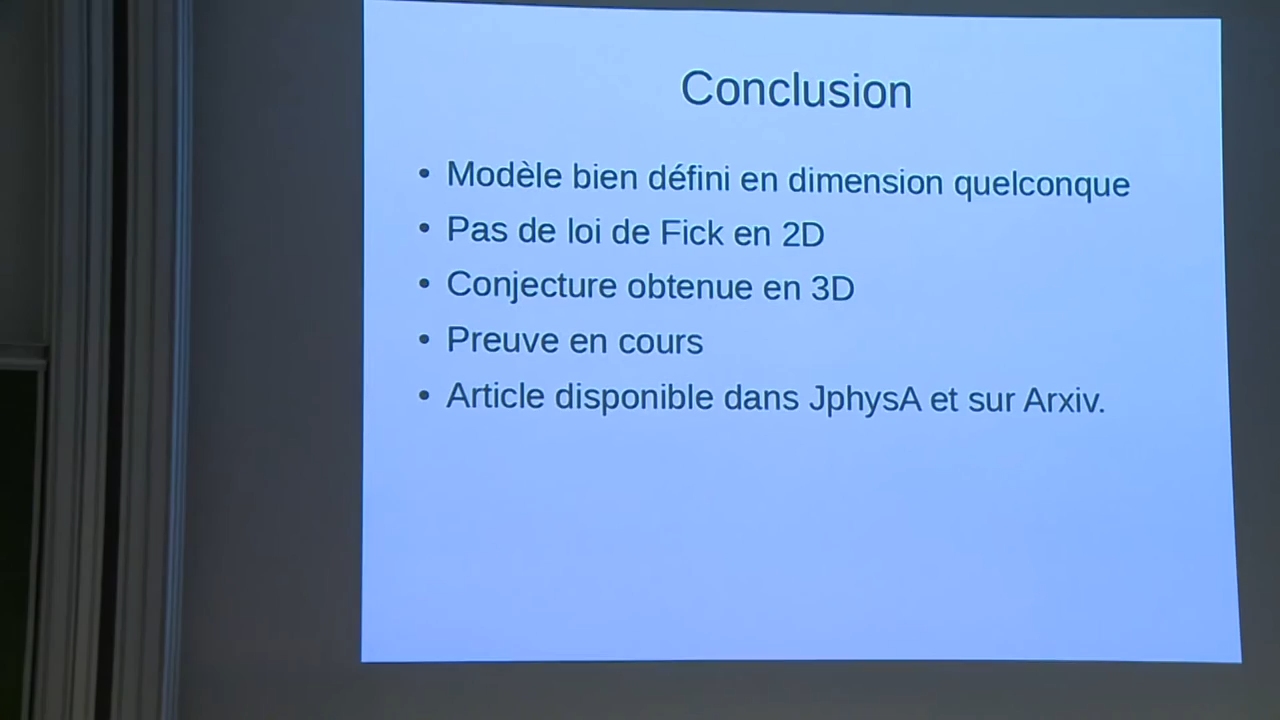 Conclusion
• Modèle bien défini en dimension quelconque
• Pas de loi de Fick en 2D
• Conjecture obtenue en 3D
• Preuve en cours
• Article disponible dans JphysA et sur Arxiv.